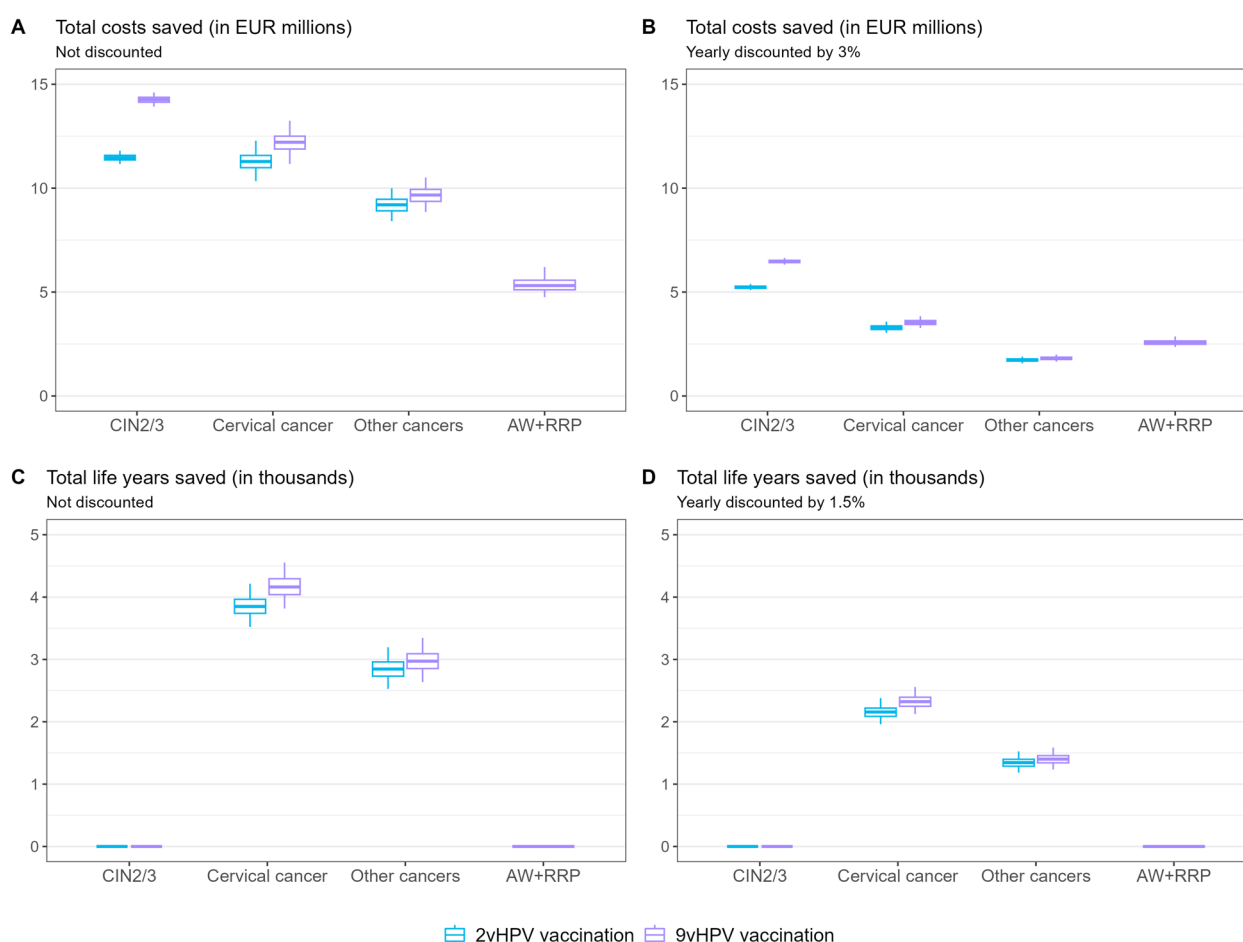 A Total costs saved (in EUR millions)
Not discounted
15
10
5
0
CIN2/3 Cervical cancer Other cancers AW+RRP
B Total costs saved (in EUR millions)
Yearly discounted by 3%
15
10
5
0
CIN2/3 Cervical cancer Other cancers AW+RRP
C Total life years saved (in thousands)
Not discounted
5
4
3
2
1
0
CIN2/3 Cervical cancer Other cancers AW+RRP
D Total life years saved (in thousands)
Yearly discounted by 1.5%
5
4
3
2
1
0
CIN2/3 Cervical cancer Other cancers AW+RRP
2vHPV vaccination 9vHPV vaccination